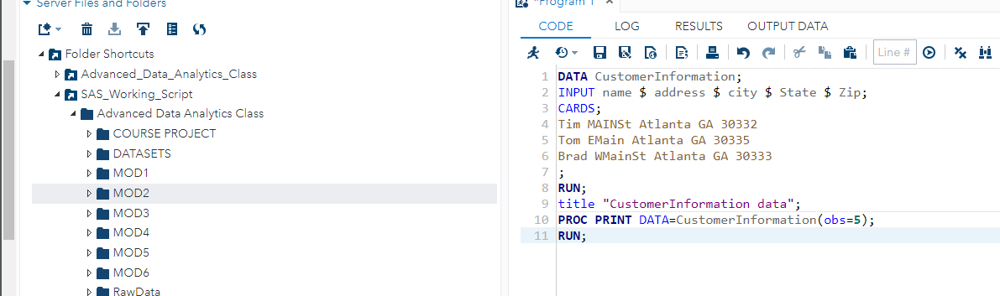 Server Files and Folders
Folder Shortcuts
Advanced_Data_Analytics_Class
SAS_Working_Script
Advanced Data Analytics Class
COURSE PROJECT
DATASETS
MOD1
MOD2
MOD3
MOD4
MOD5
MOD6
RawData
*Program 1
CODE LOG RESULTS OUTPUT DATA
Line #
1 DATA CustomerInformation;
2 INPUT name $ address $ city $ State $ Zip;
3 CARDS;
4 Tim MAINSt Atlanta GA 30332
5 Tom EMain Atlanta GA 30335
6 Brad WMainSt Atlanta GA 30333
7 ;
8 RUN;
9 title "CustomerInformation data";
10 PROC PRINT DATA=CustomerInformation(obs=5);
11 RUN;